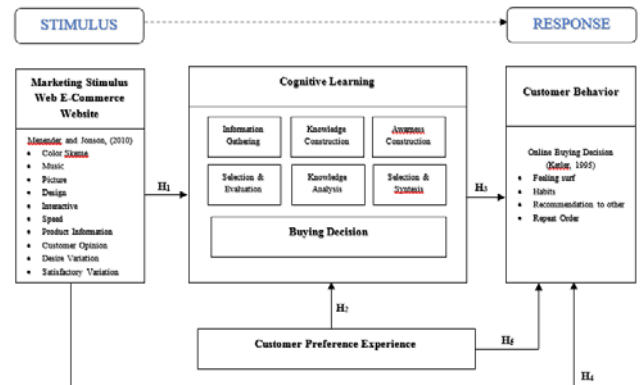 STIMULUS
RESPONSE
Marketing Stimulus
Web E-Commerce
Website
Menender and Jonson, (2010)
• Color Skeme
• Music
• Picture
• Design
• Interactive
• Speed
• Product Information
• Customer Opinion
• Desire Variation
• Satisfactory Variation
H1
Cognitive Learning
Information
Gathering
Knowledge
Construction
Awarness
Construction
Selection &
Evaluation
Knowledge
Analysis
Selection &
Syntesis
Buying Decision
H3
Customer Behavior
Online Buying Decision
(Kotler, 1995)
• Feeling surf
• Habits
• Recommendation to other
• Repeat Order
H2
Customer Preference Experience
H5
H4